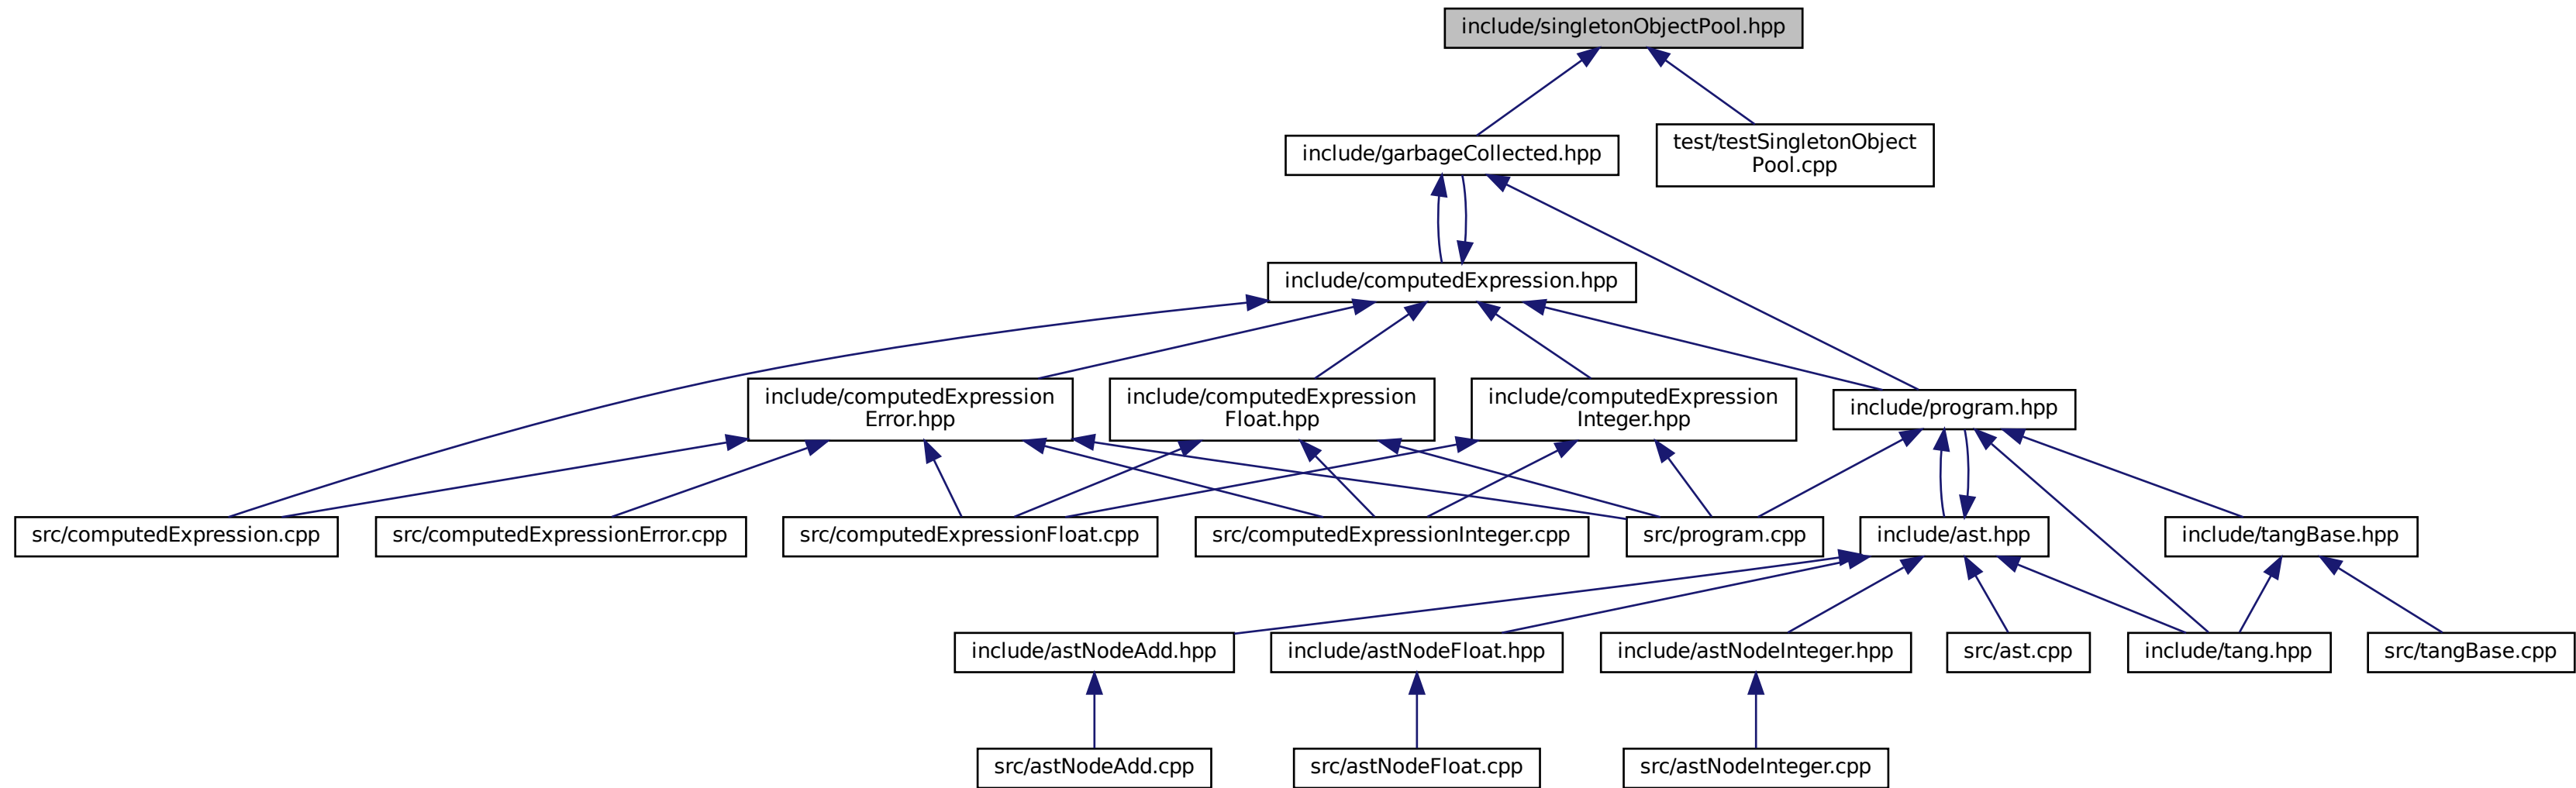 include/singletonObjectPool.hpp
include/garbageCollected.hpp
test/testSingletonObject
Pool.cpp
include/computedExpression.hpp
include/computedExpression
Error.hpp
include/computedExpression
Float.hpp
include/computedExpression
Integer.hpp
include/program.hpp
src/computedExpression.cpp
src/computedExpressionError.cpp
src/computedExpressionFloat.cpp
src/computedExpressionInteger.cpp
src/program.cpp
include/ast.hpp
include/tangBase.hpp
include/astNodeAdd.hpp
include/astNodeFloat.hpp
include/astNodeInteger.hpp
src/ast.cpp
include/tang.hpp
src/tangBase.cpp
src/astNodeAdd.cpp
src/astNodeFloat.cpp
src/astNodeInteger.cpp